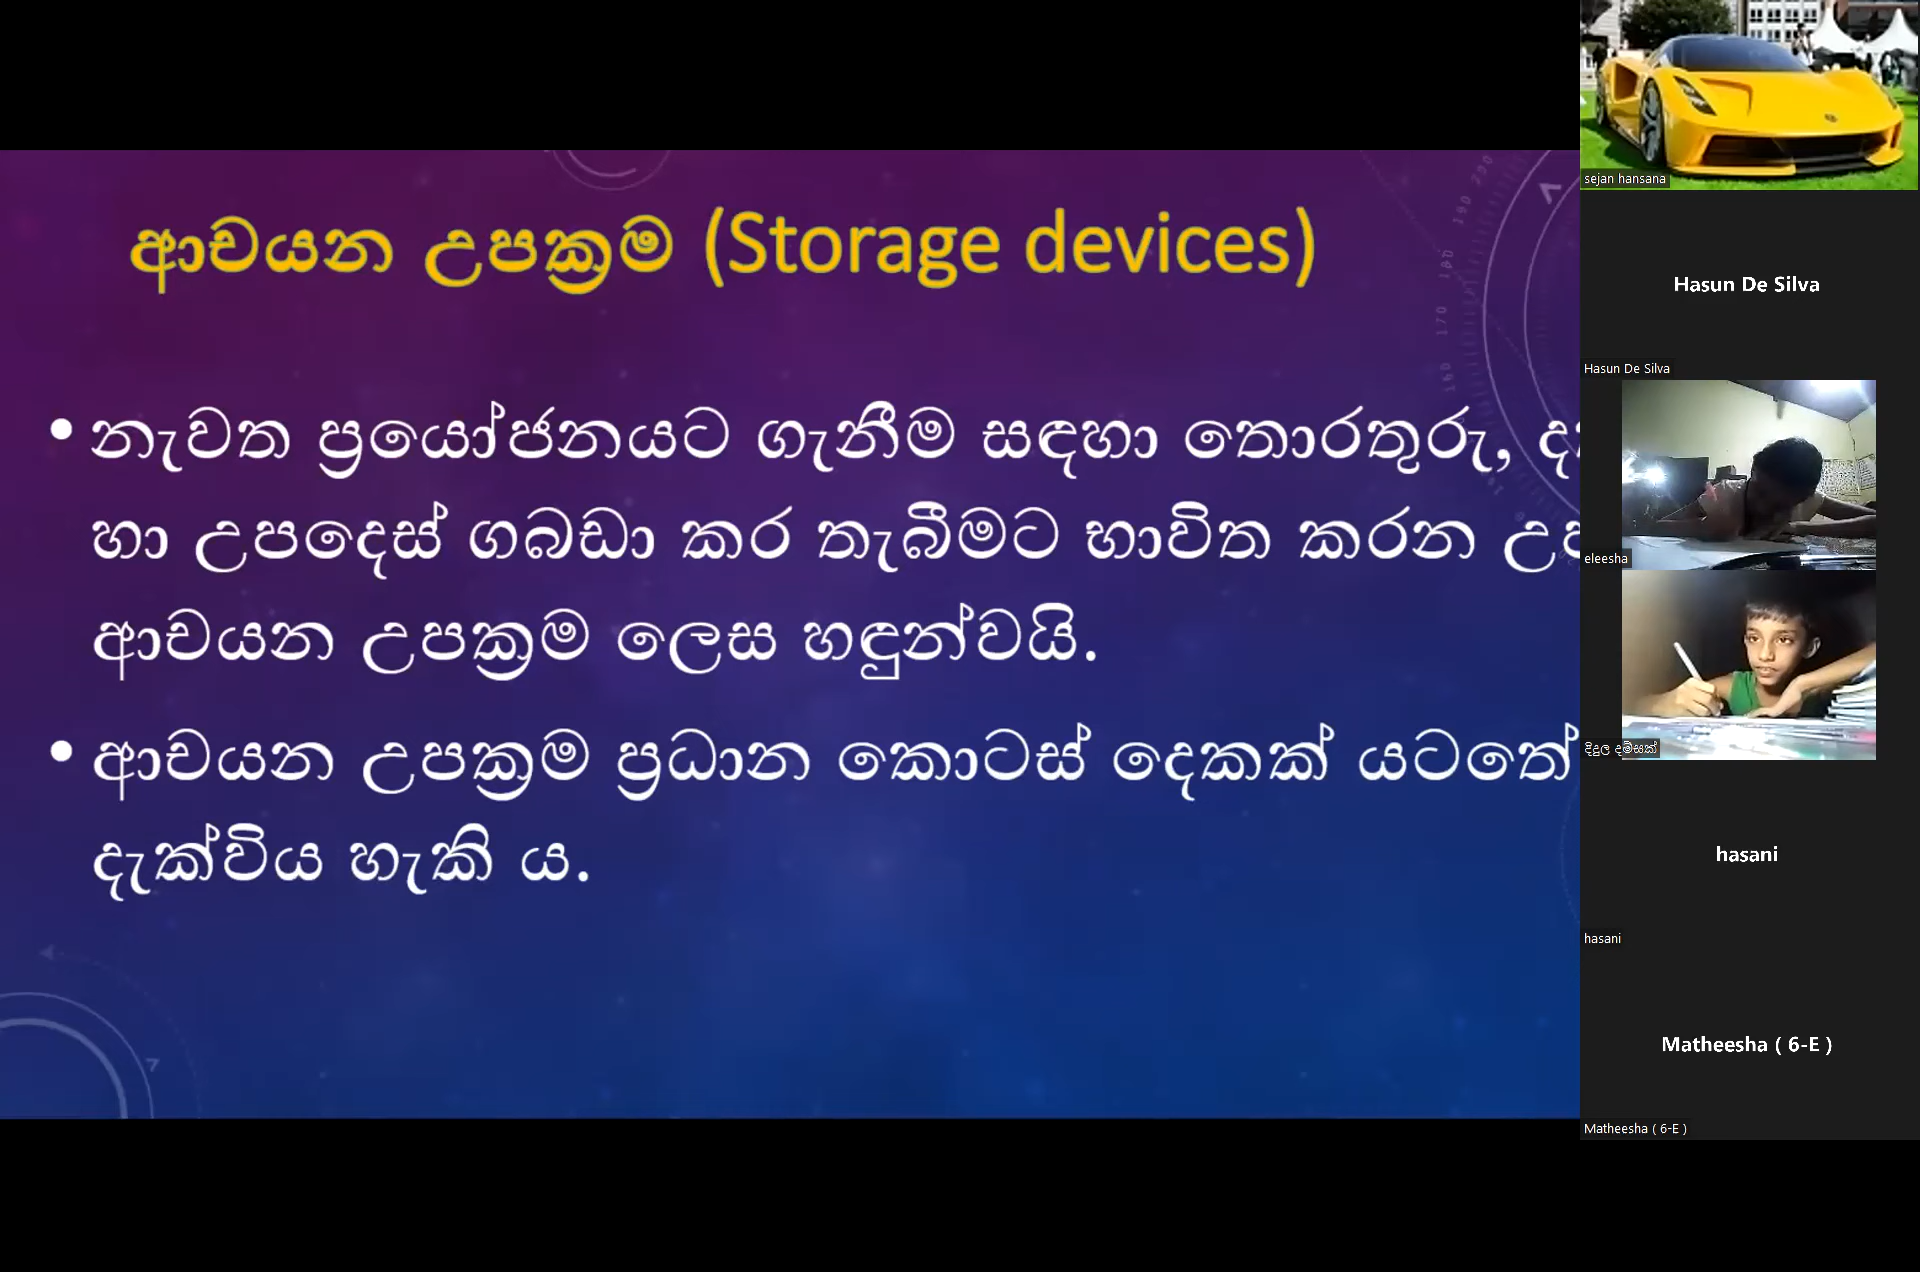 ආචයන උපක්‍රම (Storage devices)
• නැවත ප්‍රයෝජනයට ගැනීම සඳහා තොරතුරු,
හා උපදෙස් ගබඩා කර තැබීමට භාවිත කරන
ආචයන උපක්‍රම ලෙස හඳුන්වයි.
• ආචයන උපක්‍රම ප්‍රධාන කොටස් දෙකක් යටතේ
දැක්විය හැකි ය.
sejan hansana
Hasun De Silva
Hasun De Silva
eleesha
hasani
hasani
Matheesha ( 6-E )
Matheesha ( 6-E )